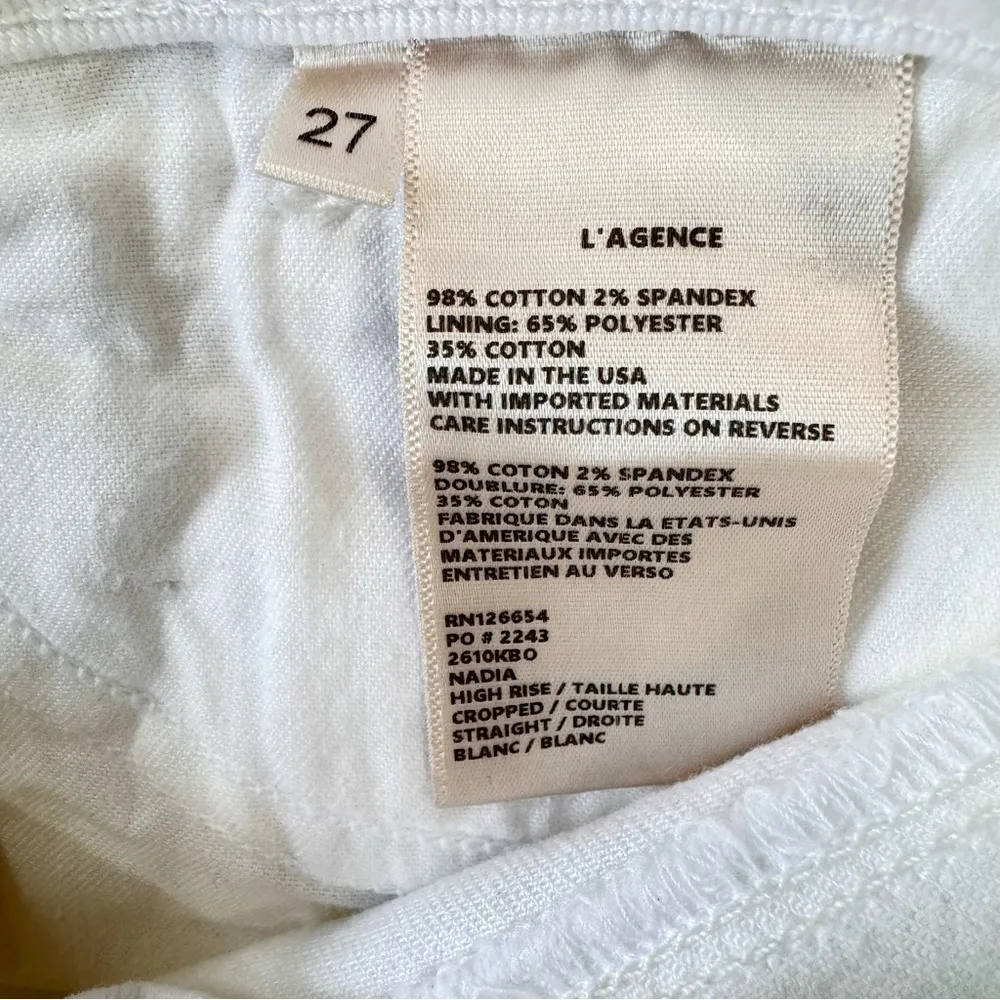 27
L'AGENCE
98% COTTON 2% SPANDEX
LINING: 65% POLYESTER
35% COTTON
MADE IN THE USA
WITH IMPORTED MATERIALS
CARE INSTRUCTIONS ON REVERSE
98% COTON 2% SPANDEX
DOUBLURE: 65% POLYESTER
35% COTON
FABRIQUE DANS LA ETATS-UNIS
D'AMERIQUE AVEC DES
MATERIAUX IMPORTES
ENTRETIEN AU VERSO
RN126654
PO # 2243
2610KBO
NADIA
HIGH RISE / TAILLE HAUTE
CROPPED / COURTE
STRAIGHT / DROITE
BLANC / BLANC